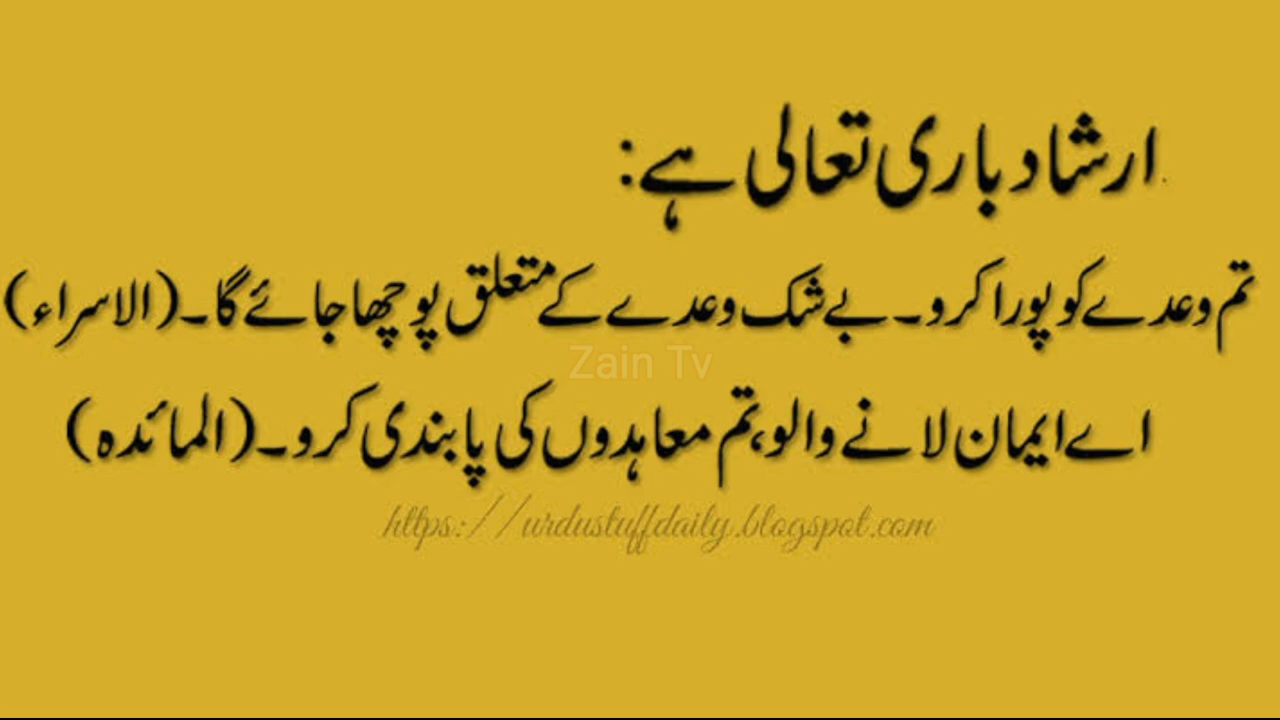 ارشاد باری تعالی ہے:
تم وعدے کو پورا کرو۔ بے شک وعدے کے متعلق پوچھا جائے گا۔ (الاسراء)
Zain Tv
اے ایمان لانے والو، تم معاہدوں کی پابندی کرو۔ (المائدہ)
https://urdustuffdaily.blogspot.com